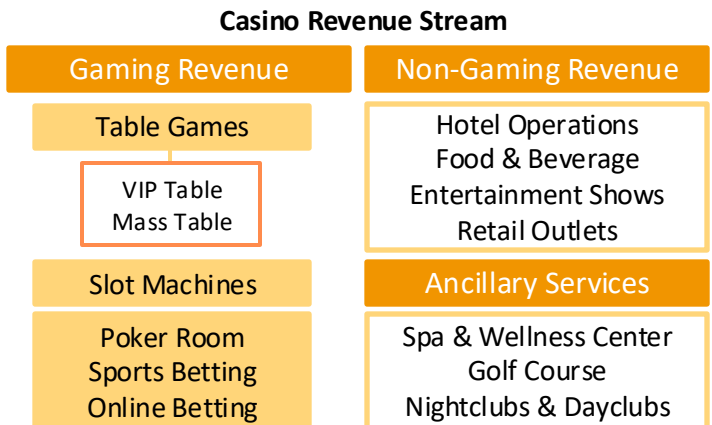 Casino Revenue Stream
Gaming Revenue
Table Games
VIP Table
Mass Table
Slot Machines
Poker Room
Sports Betting
Online Betting
Non-Gaming Revenue
Hotel Operations
Food & Beverage
Entertainment Shows
Retail Outlets
Ancillary Services
Spa & Wellness Center
Golf Course
Nightclubs & Dayclubs